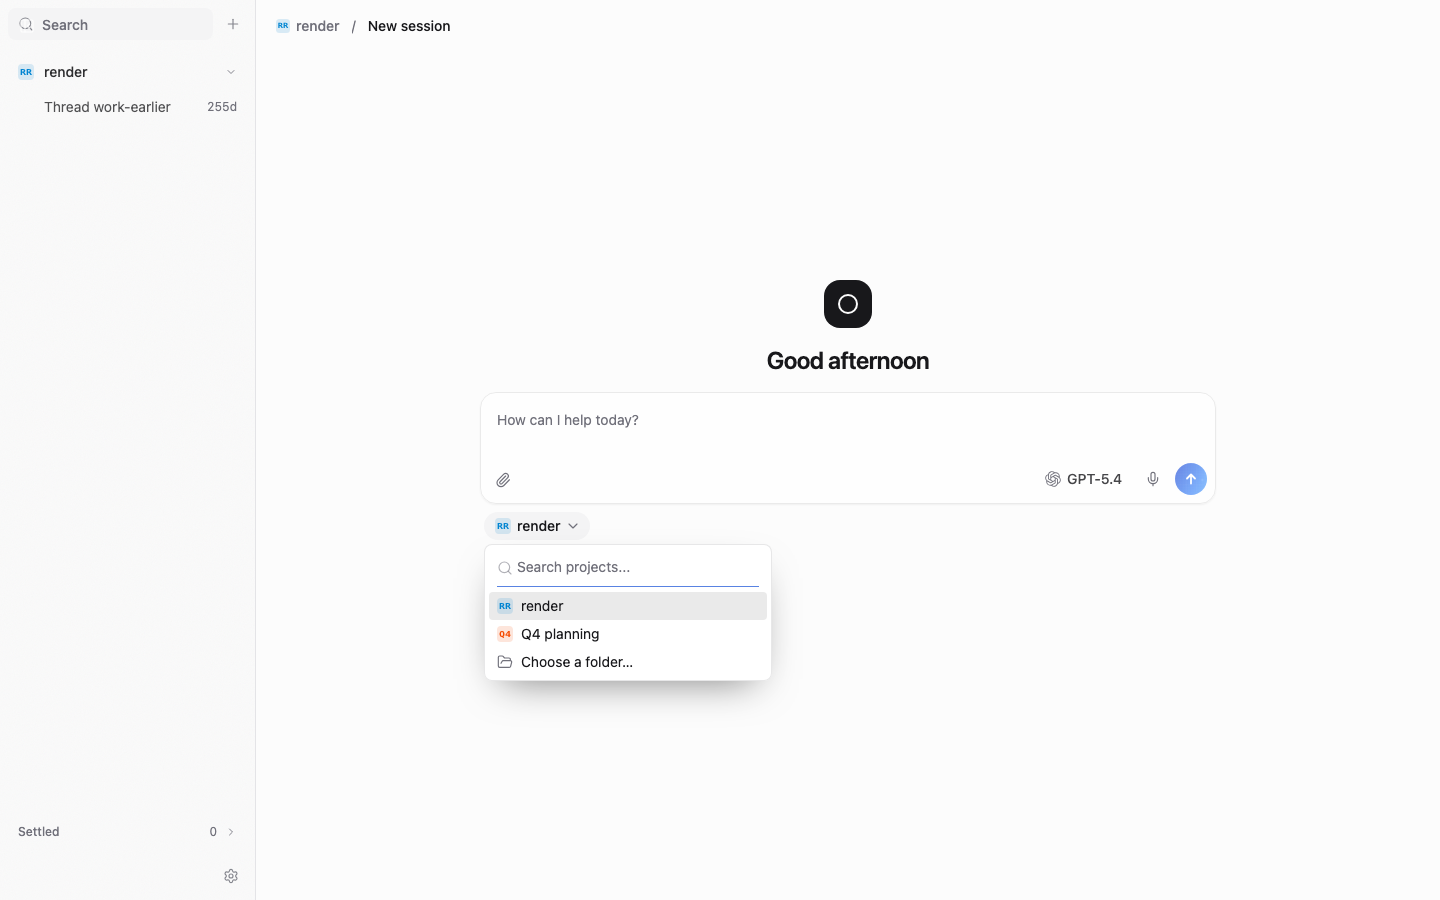 Search
RR render / New session
RR render
Thread work-earlier 255d
Good afternoon
How can I help today?
GPT-5.4
RR render
Search projects...
RR render
Q4 Q4 planning
Choose a folder...
Settled 0